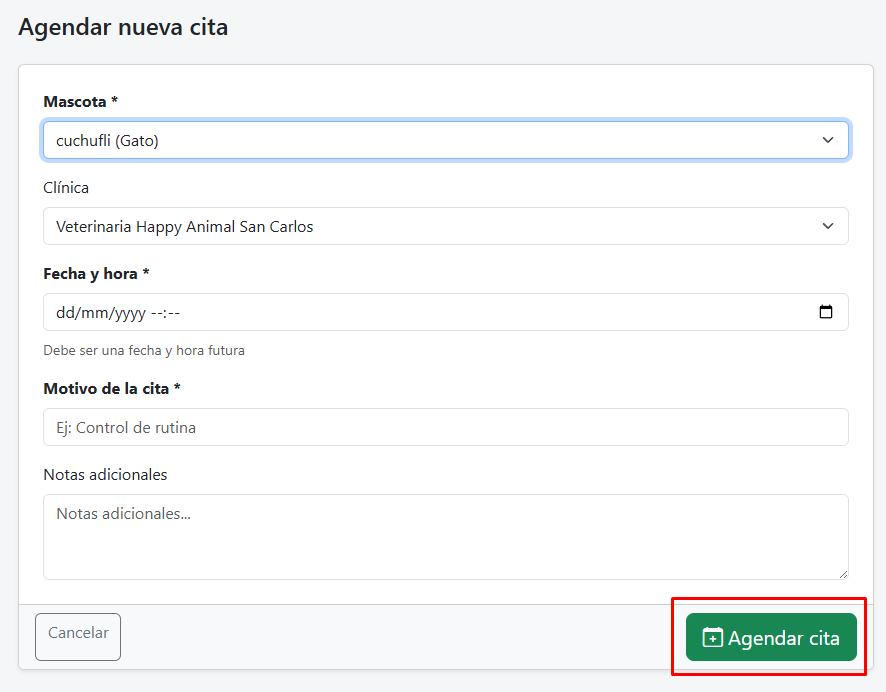 Agendar nueva cita
Mascota *
cuchufli (Gato)
Clínica
Veterinaria Happy Animal San Carlos
Fecha y hora *
dd/mm/yyyy --:--
Debe ser una fecha y hora futura
Motivo de la cita *
Ej: Control de rutina
Notas adicionales
Notas adicionales...
Cancelar
Agendar cita